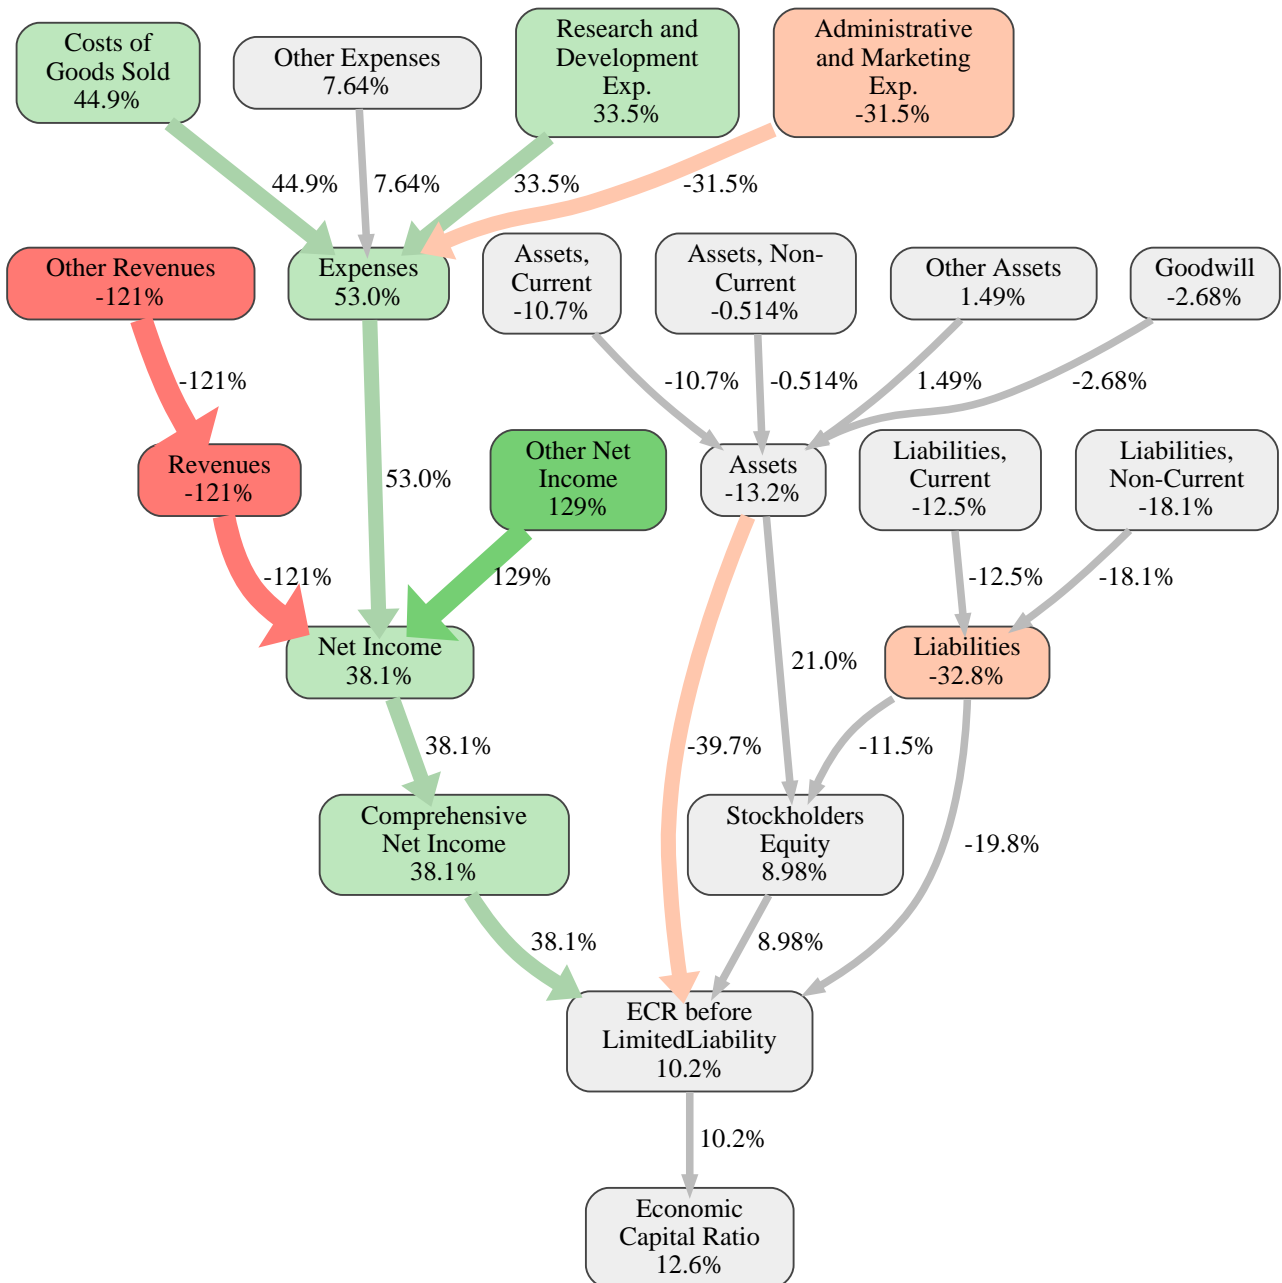 Costs of
Goods Sold
44.9%
Other Expenses
7.64%
Research and
Development
Exp.
33.5%
Administrative
and Marketing
Exp.
-31.5%
44.9%
7.64%
33.5%
-31.5%
Other Revenues
-121%
Expenses
53.0%
Assets,
Current
-10.7%
Assets, Non-
Current
-0.514%
Other Assets
1.49%
Goodwill
-2.68%
-121%
-10.7%
-0.514%
1.49%
-2.68%
Revenues
-121%
53.0%
Other Net
Income
129%
Assets
-13.2%
Liabilities,
Current
-12.5%
Liabilities,
Non-Current
-18.1%
-121%
129%
-12.5%
-18.1%
Net Income
38.1%
21.0%
Liabilities
-32.8%
38.1%
-39.7%
-11.5%
Comprehensive
Net Income
38.1%
Stockholders
Equity
8.98%
-19.8%
38.1%
8.98%
ECR before
LimitedLiability
10.2%
10.2%
Economic
Capital Ratio
12.6%